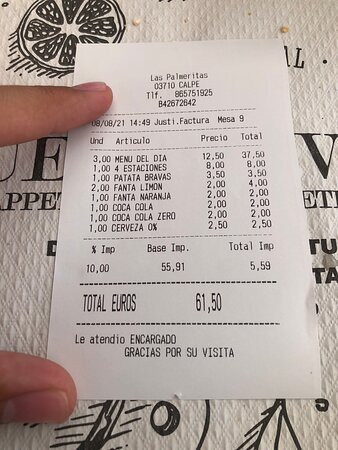 Las Palmeritas
03710 CALPE
Tlf. 865751925
B42672642
08/08/21 14:49 Justi.Factura Mesa 9
Und Articulo Precio Total
3,00 MENU DEL DIA 12,50 37,50
1,00 4 ESTACIONES 8,00 8,00
1,00 PATATA BRAVAS 3,50 3,50
2,00 FANTA LIMON 2,00 4,00
1,00 FANTA NARANJA 2,00 2,00
1,00 COCA COLA 2,00 2,00
1,00 COCA COLA ZERO 2,00 2,00
1,00 CERVEZA 0% 2,50 2,50
% Imp Base Imp. Total Imp
10,00 55,91 5,59
TOTAL EUROS 61,50
Le atendio ENCARGADO
GRACIAS POR SU VISITA